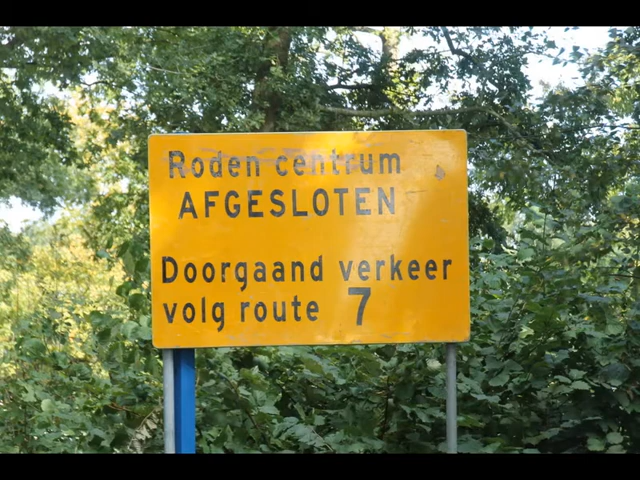 Roden centrum
AFGESLOTEN
Doorgaand verkeer
volg route 7